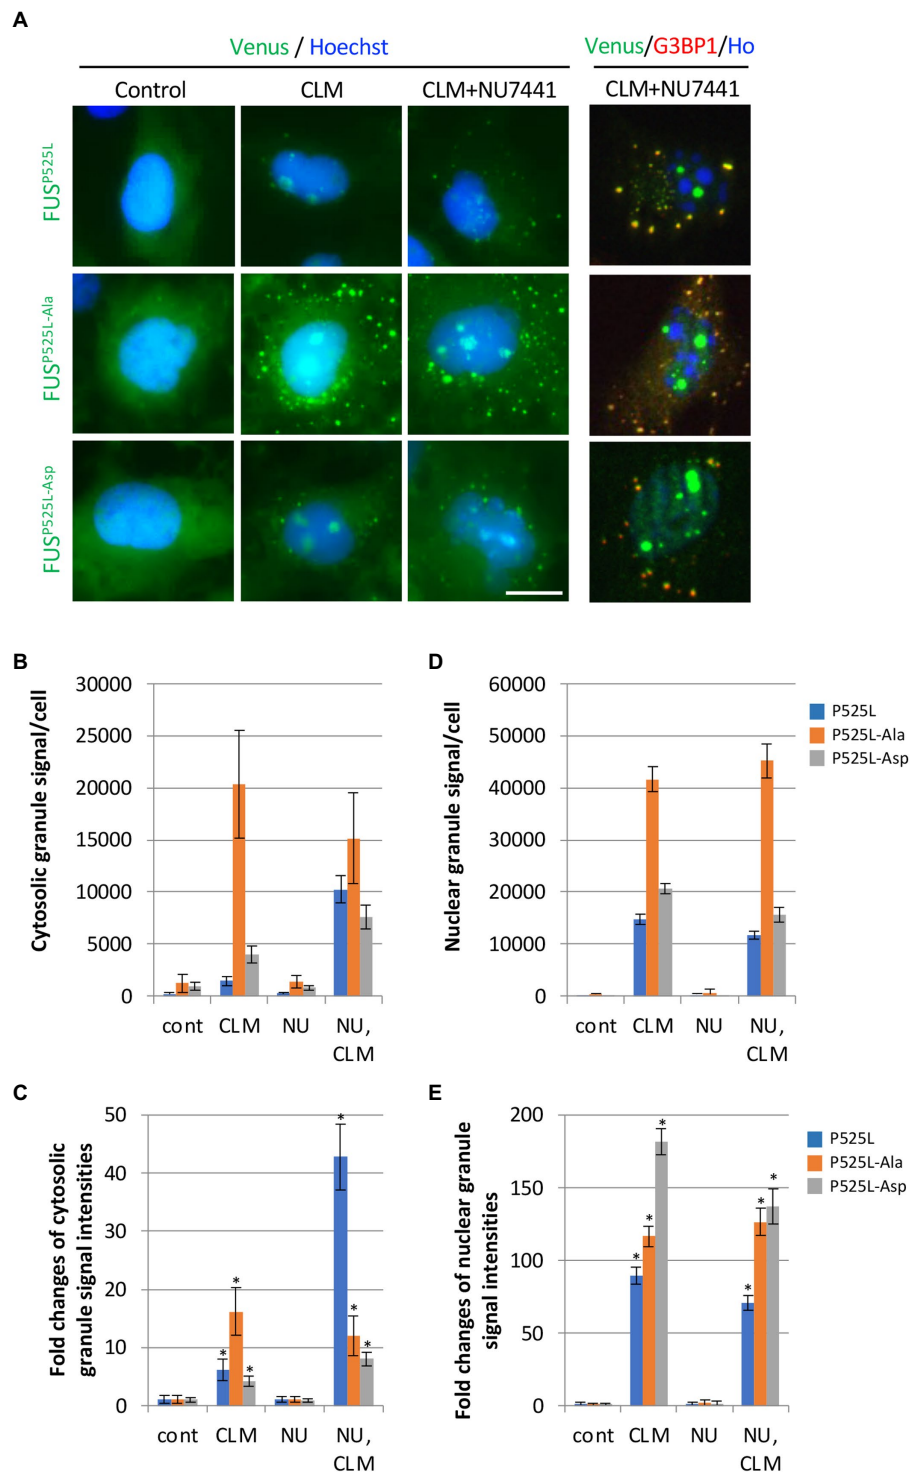 A
Venus / Hoechst
Venus/G3BP1/Ho
Control
CLM
CLM+NU7441
CLM+NU7441
FUSP525L
FUSP525L-Ala
FUSP525L-Asp
B
Cytosolic granule signal/cell
30000
25000
20000
15000
10000
5000
0
cont
CLM
NU
NU,
CLM
D
Nuclear granule signal/cell
60000
50000
40000
30000
20000
10000
0
cont
CLM
NU
NU,
CLM
P525L
P525L-Ala
P525L-Asp
C
Fold changes of cytosolic
granule signal intensities
50
40
30
20
10
0
* * *
* * *
cont
CLM
NU
NU,
CLM
E
Fold changes of nuclear granule
signal intensities
200
150
100
50
0
* * *
* * *
cont
CLM
NU
NU,
CLM
P525L
P525L-Ala
P525L-Asp